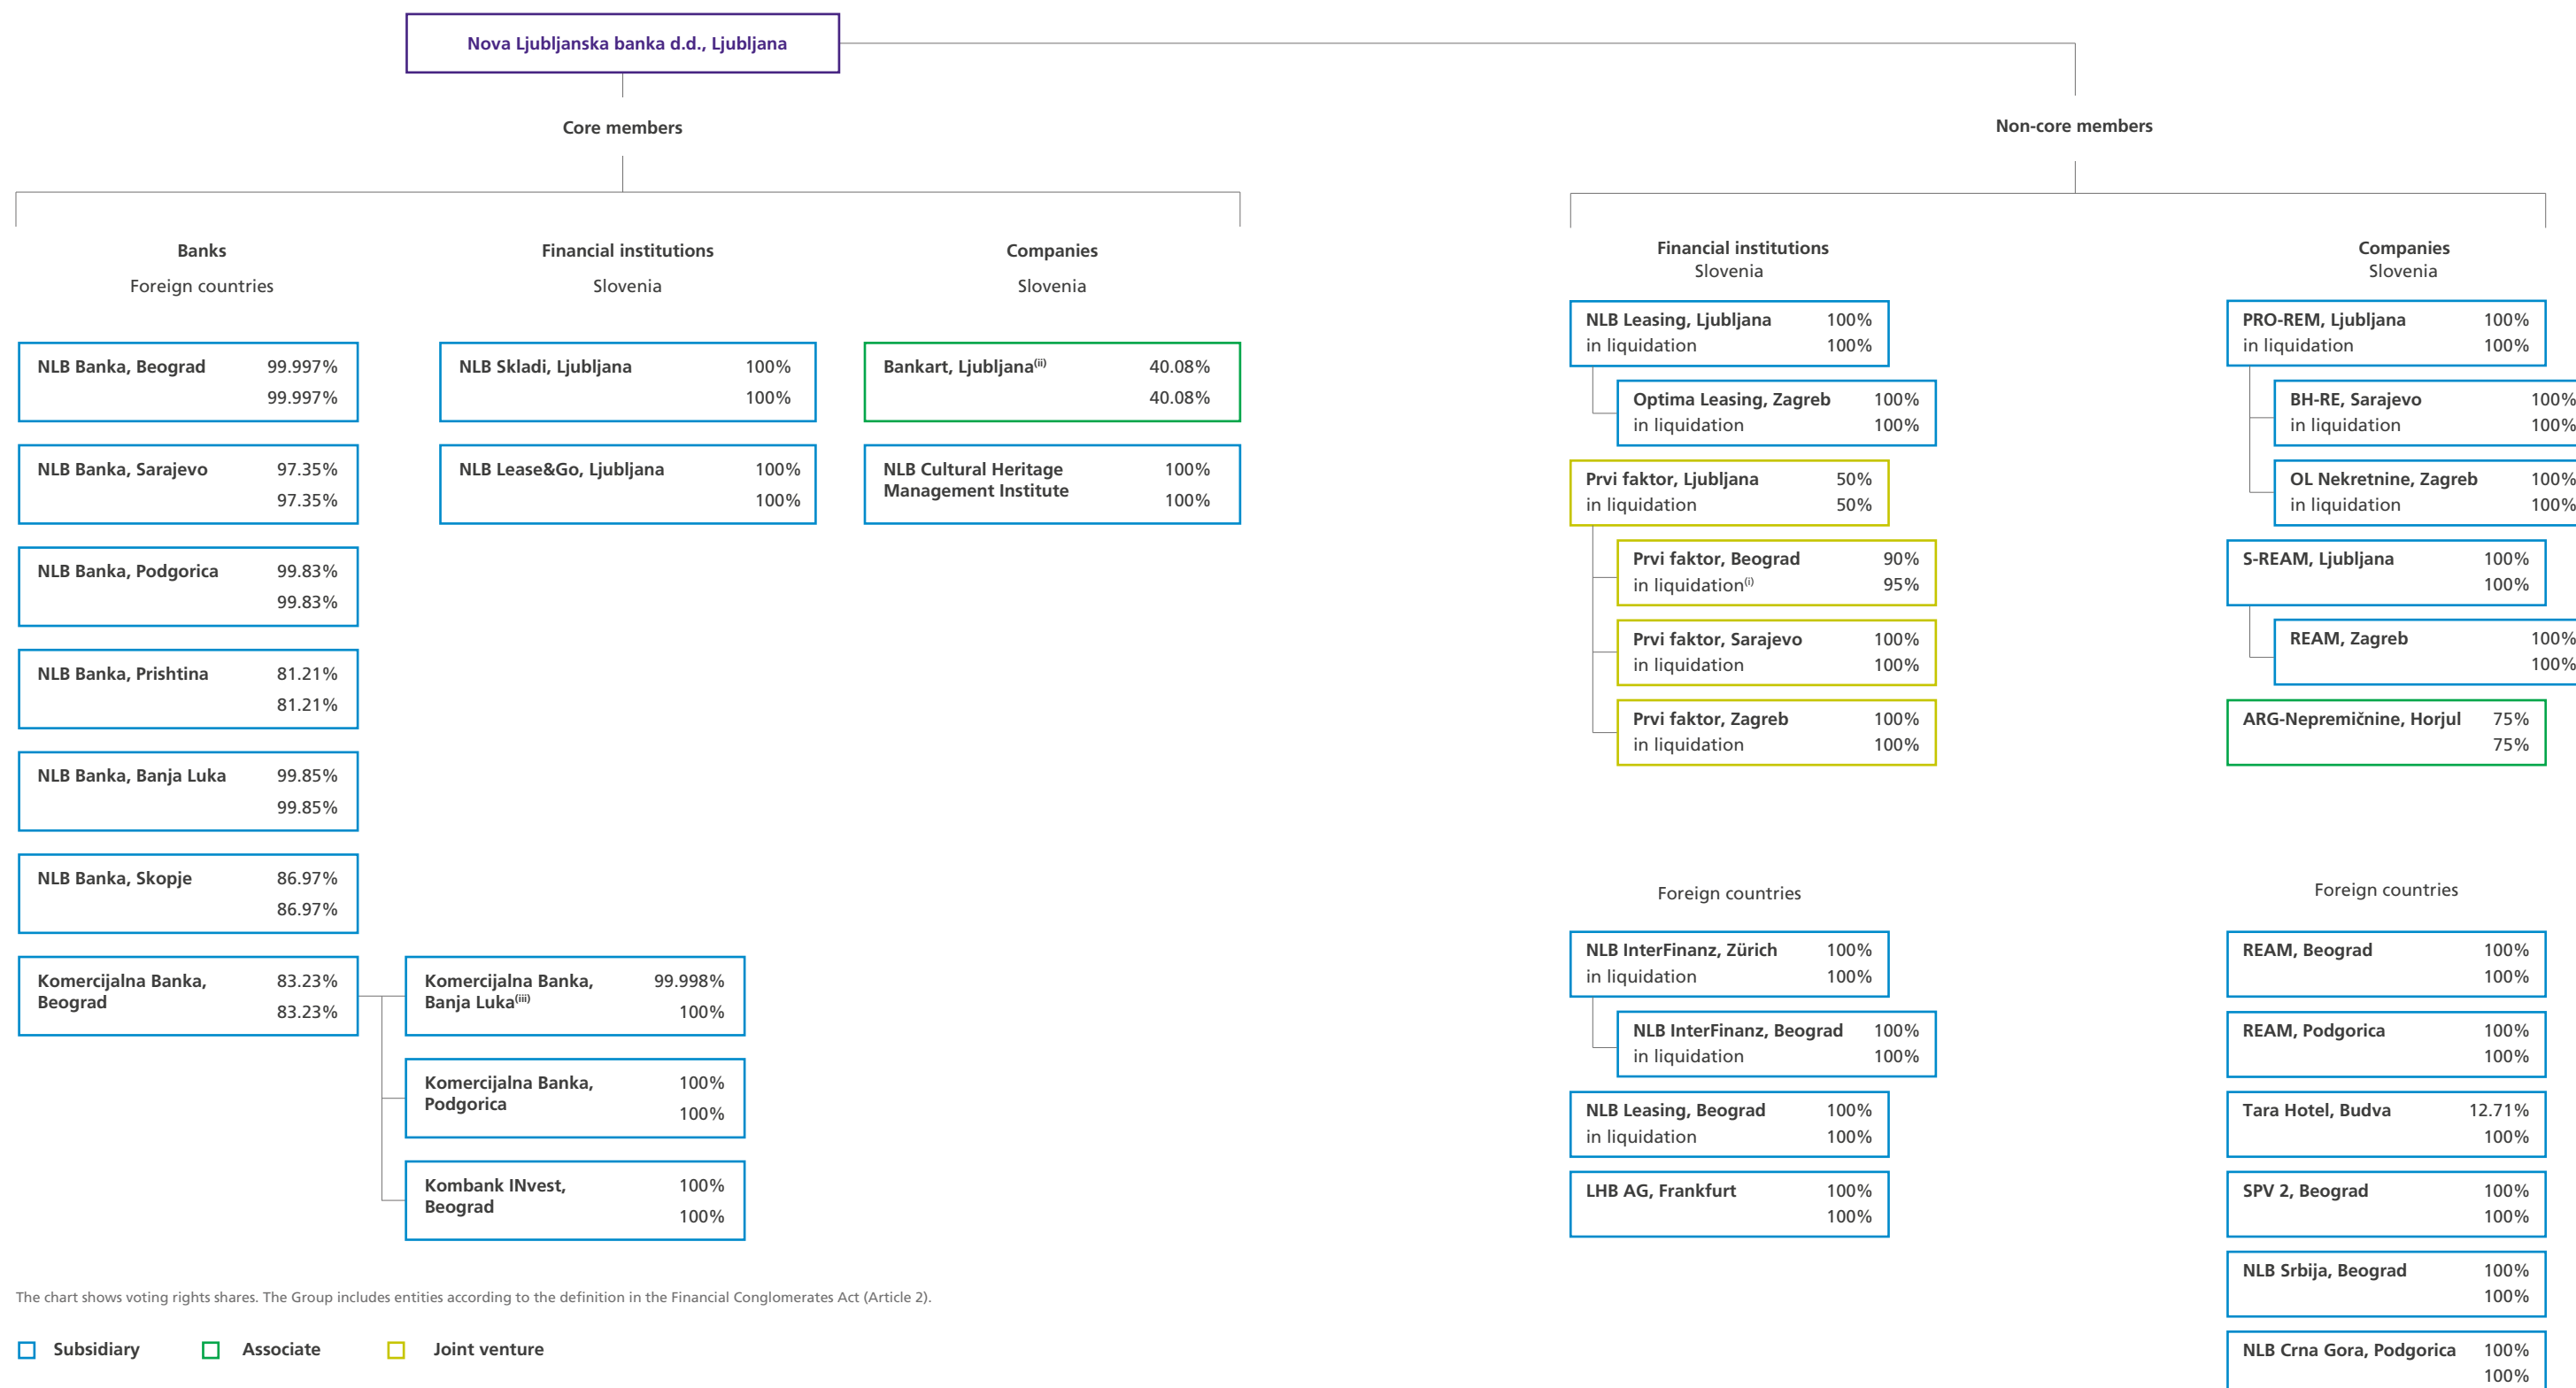 Nova Ljubljanska banka d.d., Ljubljana
Core members
Non-core members
Banks
Foreign countries
NLB Banka, Beograd 99.997%
99.997%
NLB Banka, Sarajevo 97.35%
97.35%
NLB Banka, Podgorica 99.83%
99.83%
NLB Banka, Prishtina 81.21%
81.21%
NLB Banka, Banja Luka 99.85%
99.85%
NLB Banka, Skopje 86.97%
86.97%
Komercijalna Banka, 83.23%
Beograd
83.23%
Komercijalna Banka, 99.998%
Banja Luka(iii)
100%
Komercijalna Banka, 100%
Podgorica
100%
Kombank INvest, 100%
Beograd
100%
Financial institutions
Slovenia
NLB Skladi, Ljubljana 100%
100%
NLB Lease&Go, Ljubljana 100%
100%
Companies
Slovenia
Bankart, Ljubljana(ii) 40.08%
40.08%
NLB Cultural Heritage 100%
Management Institute
100%
Financial institutions
Slovenia
NLB Leasing, Ljubljana 100%
in liquidation 100%
Optima Leasing, Zagreb 100%
in liquidation 100%
Prvi faktor, Ljubljana 50%
in liquidation 50%
Prvi faktor, Beograd 90%
in liquidation(i) 95%
Prvi faktor, Sarajevo 100%
in liquidation 100%
Prvi faktor, Zagreb 100%
in liquidation 100%
Foreign countries
NLB InterFinanz, Zürich 100%
in liquidation 100%
NLB InterFinanz, Beograd 100%
in liquidation 100%
NLB Leasing, Beograd 100%
in liquidation 100%
LHB AG, Frankfurt 100%
100%
Companies
Slovenia
PRO-REM, Ljubljana 100%
in liquidation 100%
BH-RE, Sarajevo 100%
in liquidation 100%
OL Nekretnine, Zagreb 100%
in liquidation 100%
S-REAM, Ljubljana 100%
100%
REAM, Zagreb 100%
100%
ARG-Nepremičnine, Horjul 75%
75%
Foreign countries
REAM, Beograd 100%
100%
REAM, Podgorica 100%
100%
Tara Hotel, Budva 12.71%
100%
SPV 2, Beograd 100%
100%
NLB Srbija, Beograd 100%
100%
NLB Crna Gora, Podgorica 100%
100%
The chart shows voting rights shares. The Group includes entities according to the definition in the Financial Conglomerates Act (Article 2).
Subsidiary Associate Joint venture